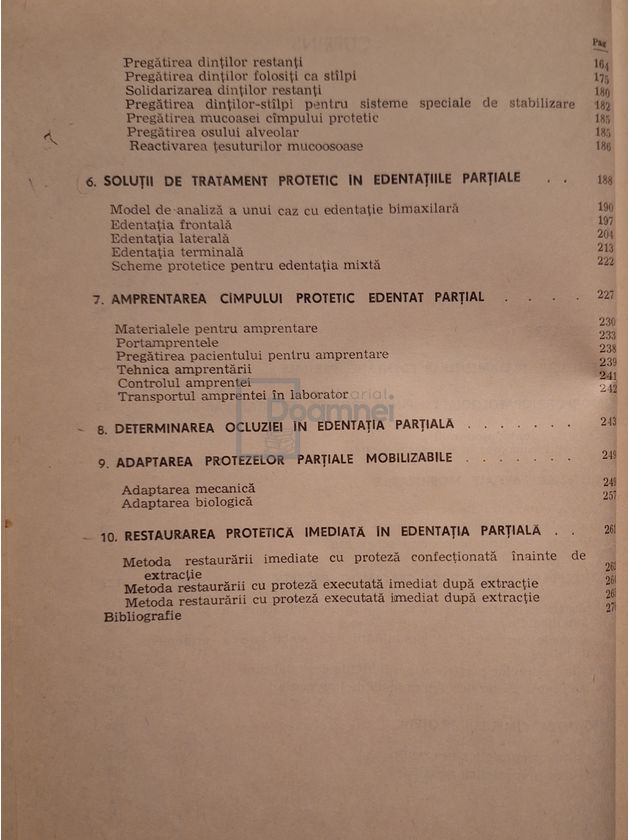 Pag
Pregătirea dinților restanți 164
Pregătirea dinților folosiți ca stîlpi 175
Solidarizarea dinților restanți 180
Pregătirea dinților-stîlpi pentru sisteme speciale de stabilizare 182
Pregătirea mucoasei cîmpului protetic 185
Pregătirea osului alveolar 185
Reactivarea țesuturilor mucoosoase 186
6. SOLUȚII DE TRATAMENT PROTETIC ÎN EDENTAȚIILE PARȚIALE . . 188
Model de analiză a unui caz cu edentație bimaxilară 190
Edentația frontală 197
Edentația laterală 204
Edentația terminală 213
Scheme protetice pentru edentația mixtă 222
7. AMPRENTAREA CÎMPULUI PROTETIC EDENTAT PARȚIAL . . . . 227
Materialele pentru amprentare 230
Portamprentele 233
Pregătirea pacientului pentru amprentare 238
Tehnica amprentării 239
Controlul amprentei 241
Transportul amprentei în laborator 242
8. DETERMINAREA OCLUZIEI ÎN EDENTAȚIA PARȚIALĂ . . . . . . . 243
9. ADAPTAREA PROTEZELOR PARȚIALE MOBILIZABILE . . . . . . . 249
Adaptarea mecanică 249
Adaptarea biologică 257
10. RESTAURAREA PROTETICĂ IMEDIATĂ ÎN EDENTAȚIA PARȚIALĂ . .
Metoda restaurării imediate cu proteză confecționată înainte de
extracție
Metoda restaurării cu proteză executată imediat după extracție
Metoda restaurării cu proteză executată imediat după extracție
Bibliografie
Doamnei